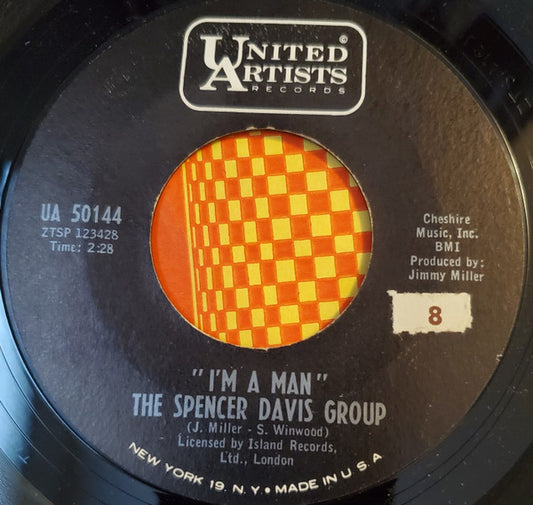 UNITED ©
ARTISTS
RECORDS
UA 50144
ZTSP 123428
Time: 2:28
Cheshire
Music, Inc.
BMI
Produced by:
Jimmy Miller
8
"I'M A MAN"
THE SPENCER DAVIS GROUP
(J. Miller - S. Winwood)
Licensed by Island Records,
Ltd., London
NEW YORK 19, N.Y. • MADE IN U S A